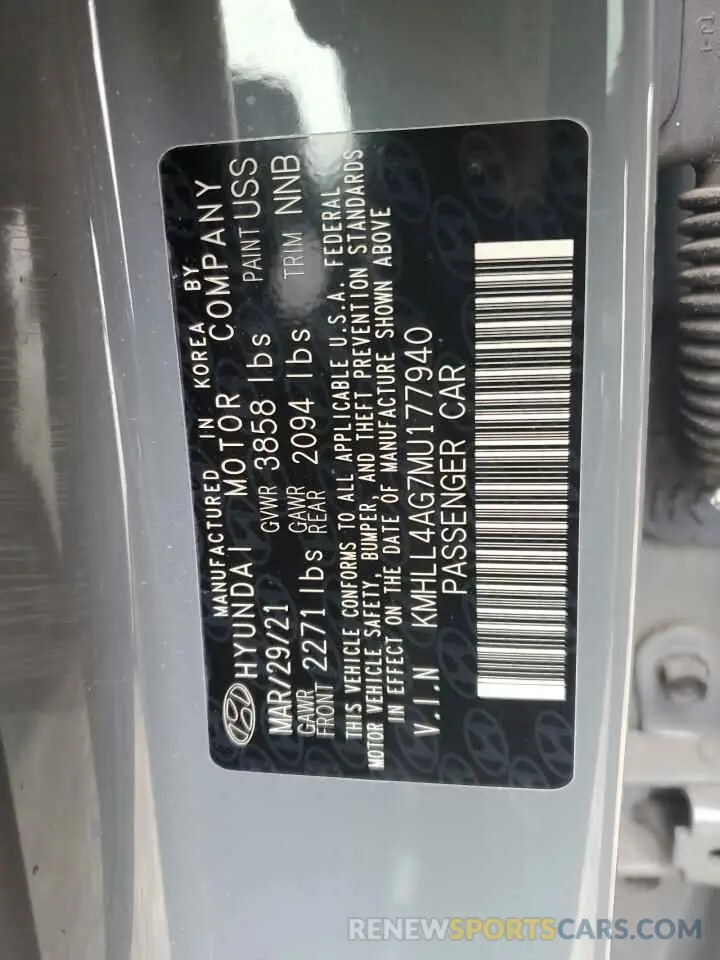 MANUFACTURED IN KOREA BY
HYUNDAI MOTOR COMPANY
MAR/29/21 GVWR 3858 lbs PAINT USS
GAWR FRONT 2271 lbs GAWR REAR 2094 lbs TRIM NNB
THIS VEHICLE CONFORMS TO ALL APPLICABLE U.S.A. FEDERAL
MOTOR VEHICLE SAFETY, BUMPER, AND THEFT PREVENTION STANDARDS
IN EFFECT ON THE DATE OF MANUFACTURE SHOWN ABOVE
V.I.N KMHLL4AG7MU177940
PASSENGER CAR
RENEWSPORTSCARS.COM